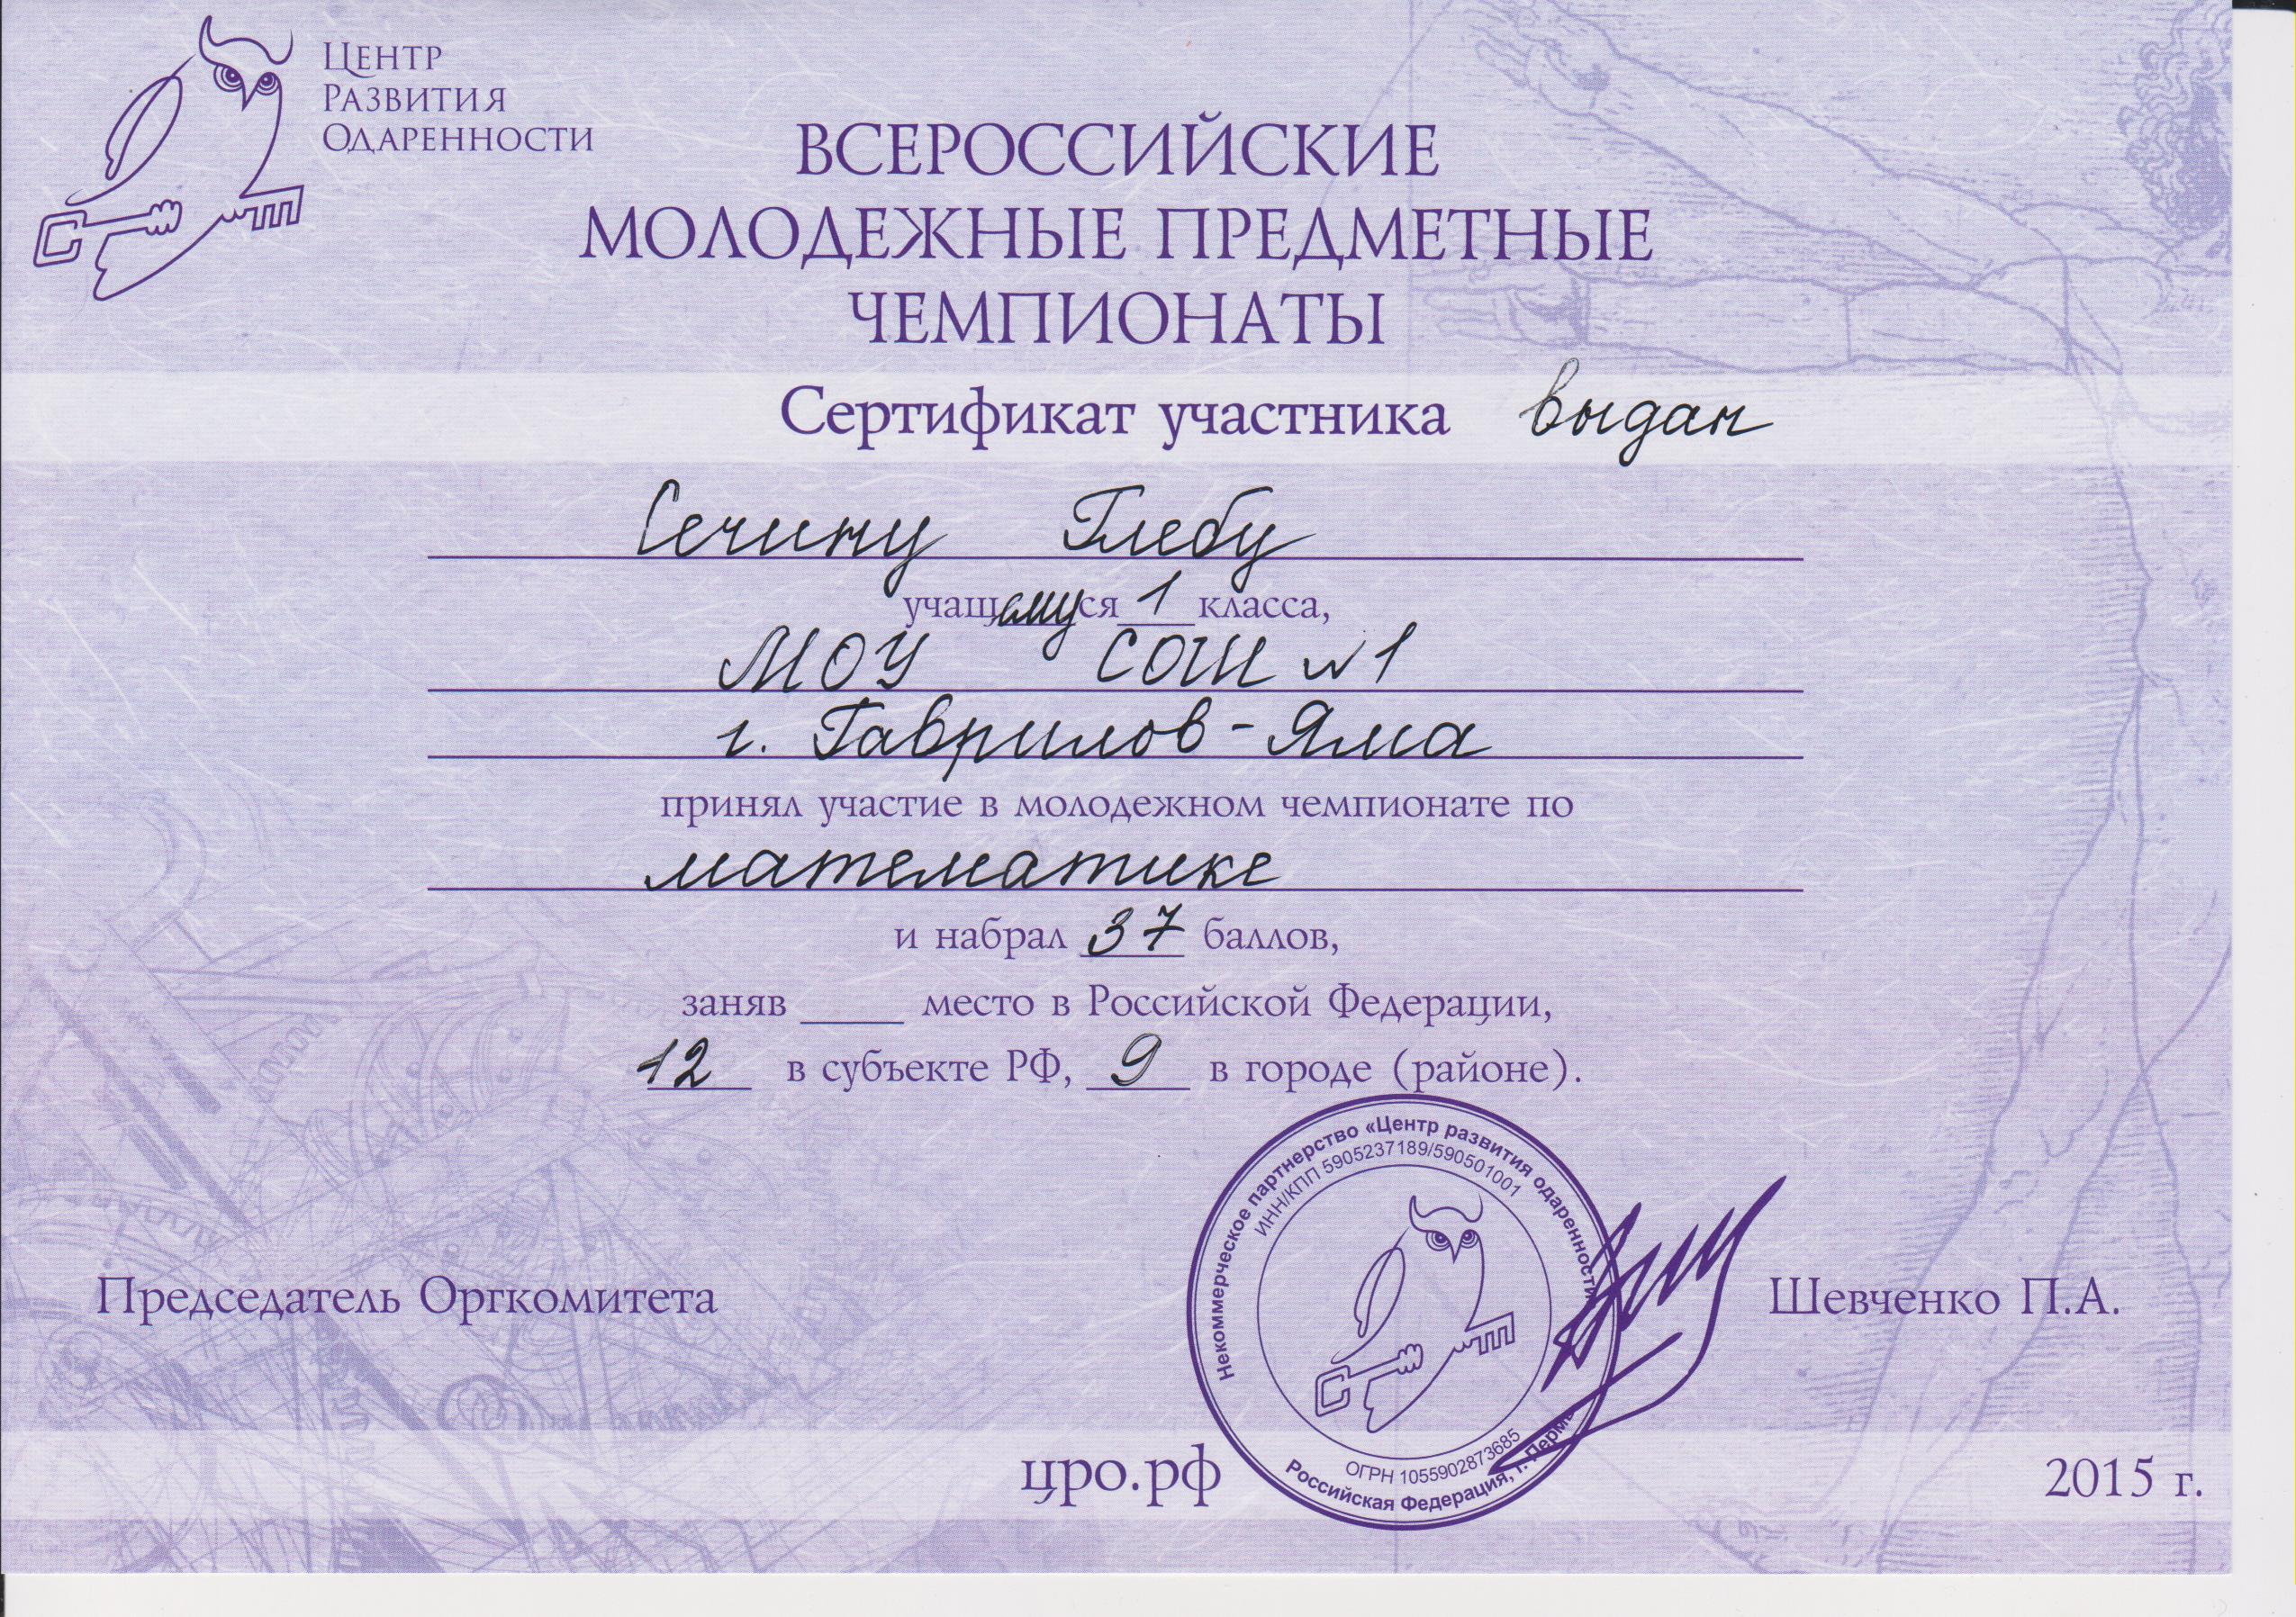 Центр
Развития
Одаренности
ВСЕРОССИЙСКИЕ
МОЛОДЕЖНЫЕ ПРЕДМЕТНЫЕ
ЧЕМПИОНАТЫ
Сертификат участника выдан
Сечину Глебу
учащемуся 1 класса,
МОУ СОШ №1
г. Гаврилов-Яма
принял участие в молодежном чемпионате по
математике
и набрал 37 баллов,
заняв ____ место в Российской Федерации,
12 в субъекте РФ, 9 в городе (районе).
Некоммерческое партнерство «Центр развития одаренности»
ИНН/КПП 5905237189/590501001
ОГРН 1055902873685
Российская Федерация, г. Пермь
Председатель Оргкомитета
Шевченко П.А.
цро.рф
2015 г.